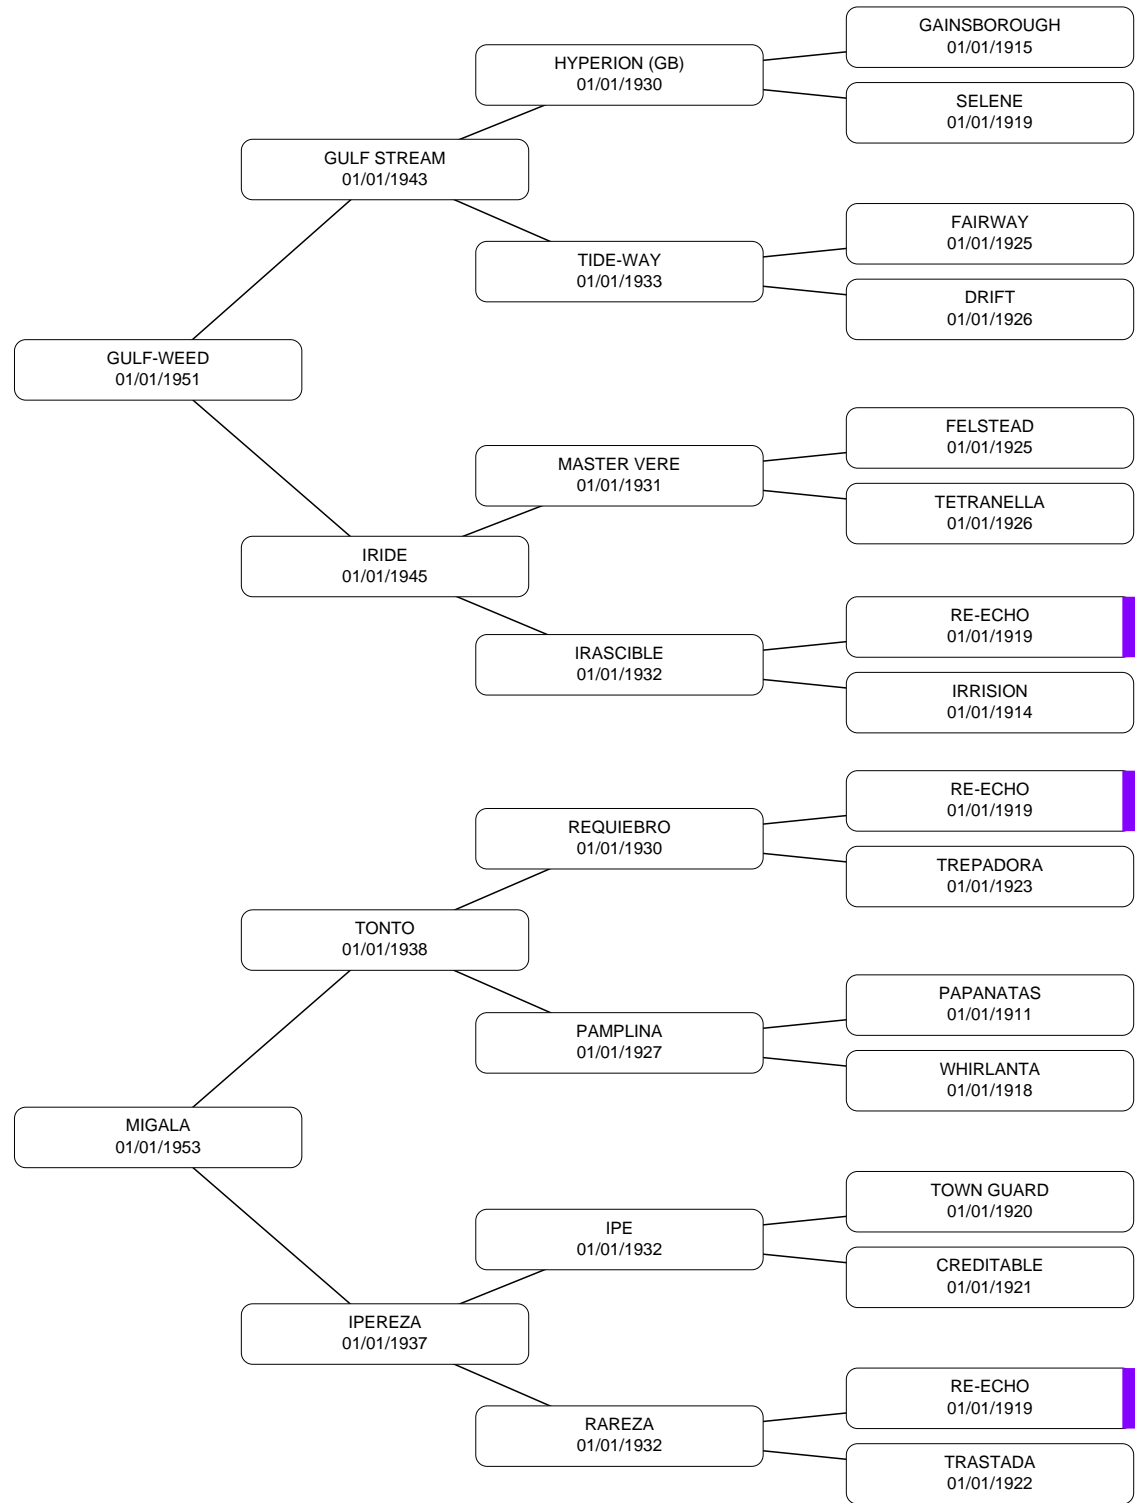 GAINSBOROUGH
01/01/1915
HYPERION (GB)
01/01/1930
SELENE
01/01/1919
GULF STREAM
01/01/1943
FAIRWAY
01/01/1925
TIDE-WAY
01/01/1933
DRIFT
01/01/1926
GULF-WEED
01/01/1951
FELSTEAD
01/01/1925
MASTER VERE
01/01/1931
TETRANELLA
01/01/1926
IRIDE
01/01/1945
RE-ECHO
01/01/1919
IRASCIBLE
01/01/1932
IRRISION
01/01/1914
RE-ECHO
01/01/1919
REQUIEBRO
01/01/1930
TREPADORA
01/01/1923
TONTO
01/01/1938
PAPANATAS
01/01/1911
PAMPLINA
01/01/1927
WHIRLANTA
01/01/1918
MIGALA
01/01/1953
TOWN GUARD
01/01/1920
IPE
01/01/1932
CREDITABLE
01/01/1921
IPEREZA
01/01/1937
RE-ECHO
01/01/1919
RAREZA
01/01/1932
TRASTADA
01/01/1922